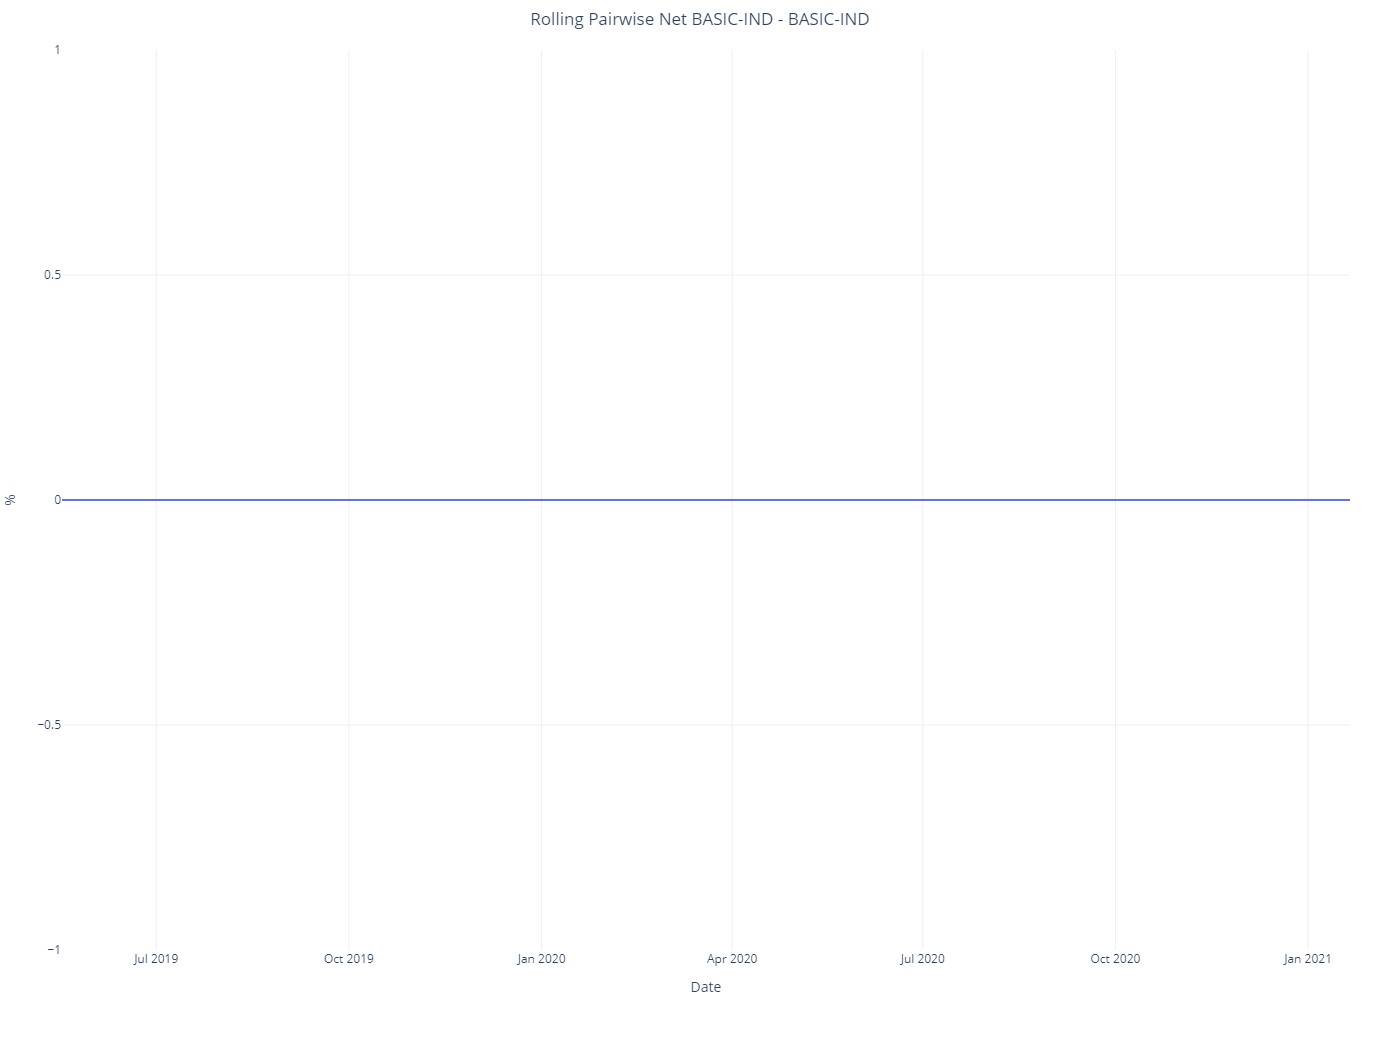 Rolling Pairwise Net BASIC-IND - BASIC-IND
1
0.5
0
−0.5
−1
%
Jul 2019
Oct 2019
Jan 2020
Apr 2020
Jul 2020
Oct 2020
Jan 2021
Date